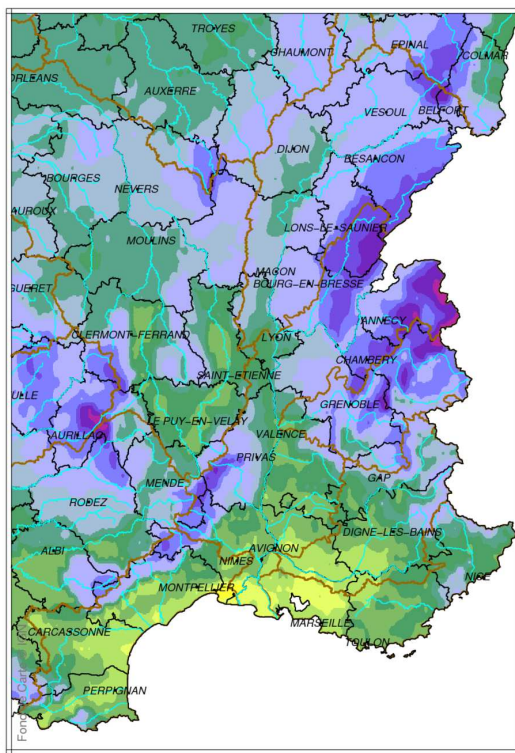 TROYES
CHAUMONT
EPINAL
COLMAR
ORLEANS
AUXERRE
VESOUL
BELFORT
DIJON
BESANCON
BOURGES
NEVERS
AUROUX
LONS-LE-SAUNIER
MOULINS
MACON
BOURG-EN-BRESSE
GUERET
ANNECY
CLERMONT-FERRAND
LYON
CHAMBERY
SAINT-ETIENNE
ULLE
GRENOBLE
LE PUY-EN-VELAY
AURILLAC
VALENCE
PRIVAS
MENDE
GAP
RODEZ
DIGNE-LES-BAINS
ALBI
AVIGNON
NIMES
NICE
MONTPELLIER
MARSEILLE
CARCASSONNE
TOULON
PERPIGNAN